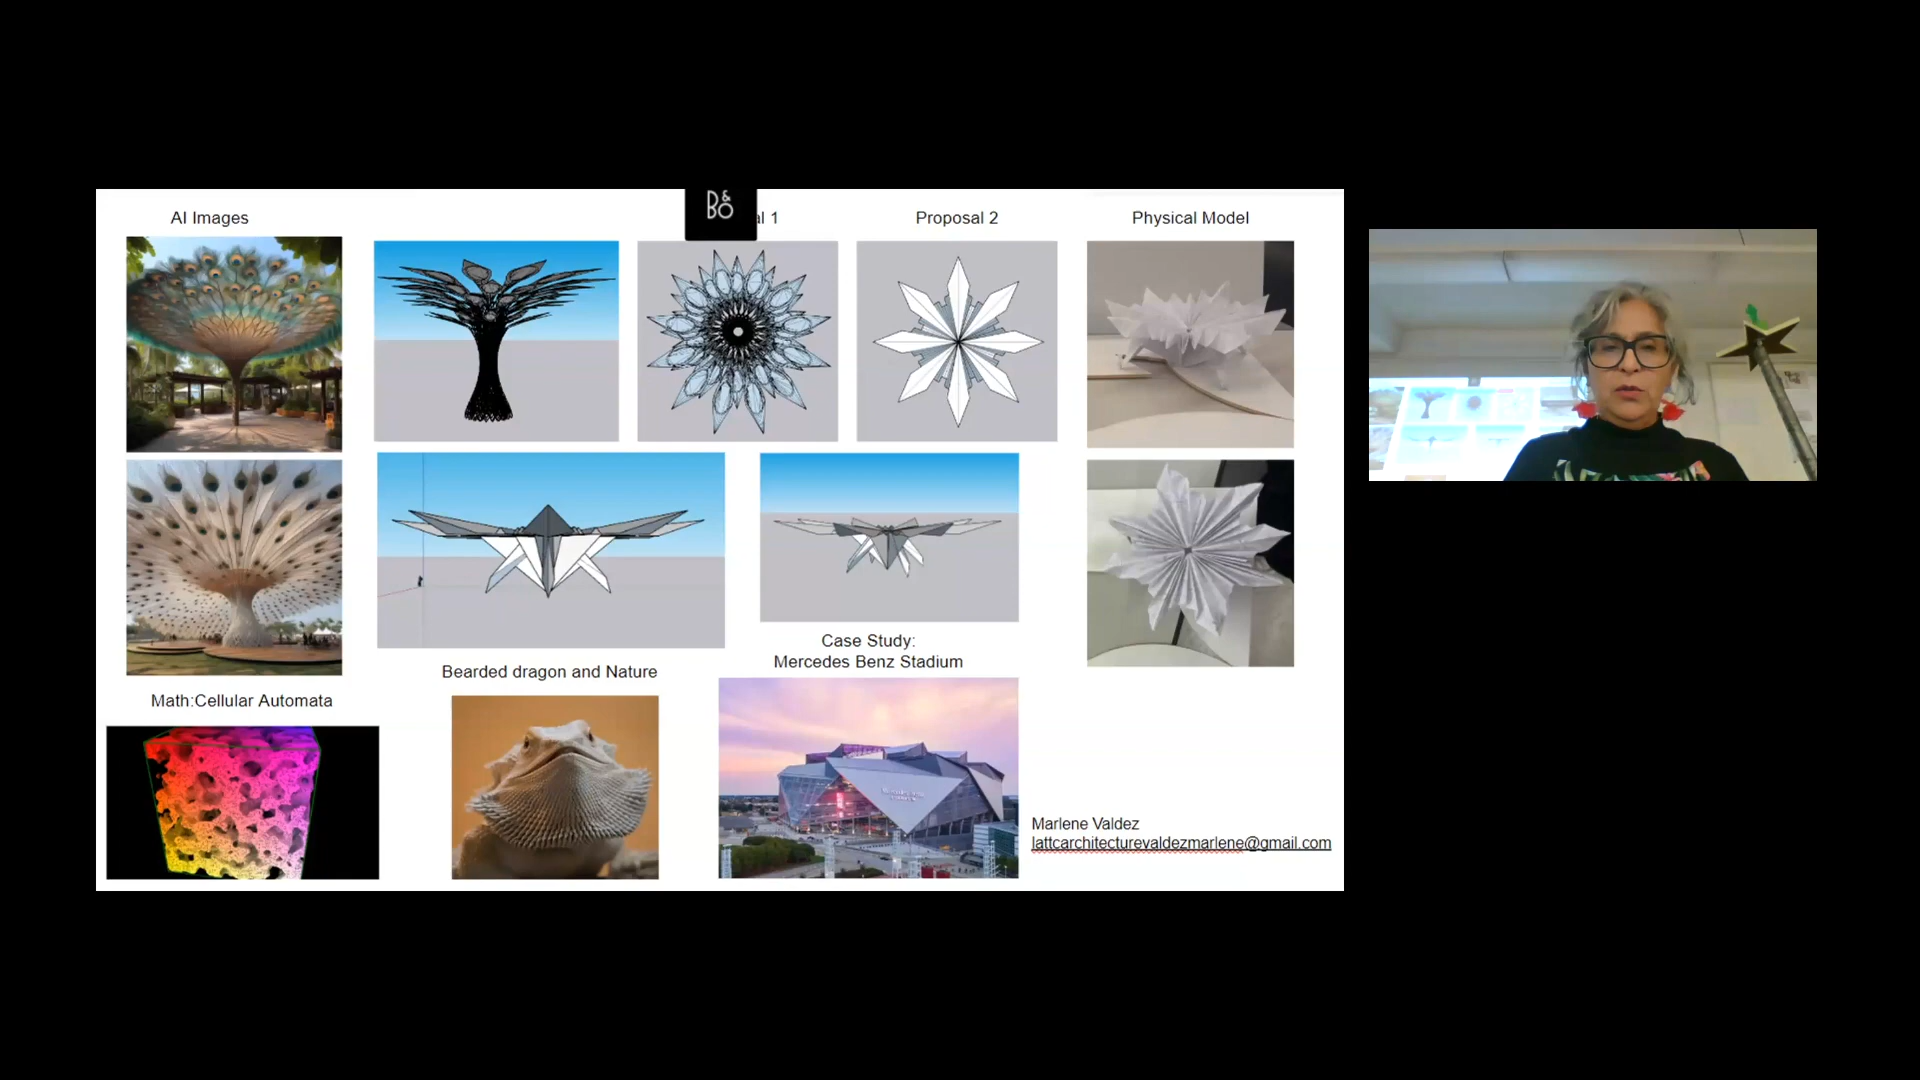 AI Images
B&O
al 1
Proposal 2
Physical Model
Case Study:
Mercedes Benz Stadium
Bearded dragon and Nature
Math:Cellular Automata
Marlene Valdez
lattcarchitecturevaldezmarlene@gmail.com